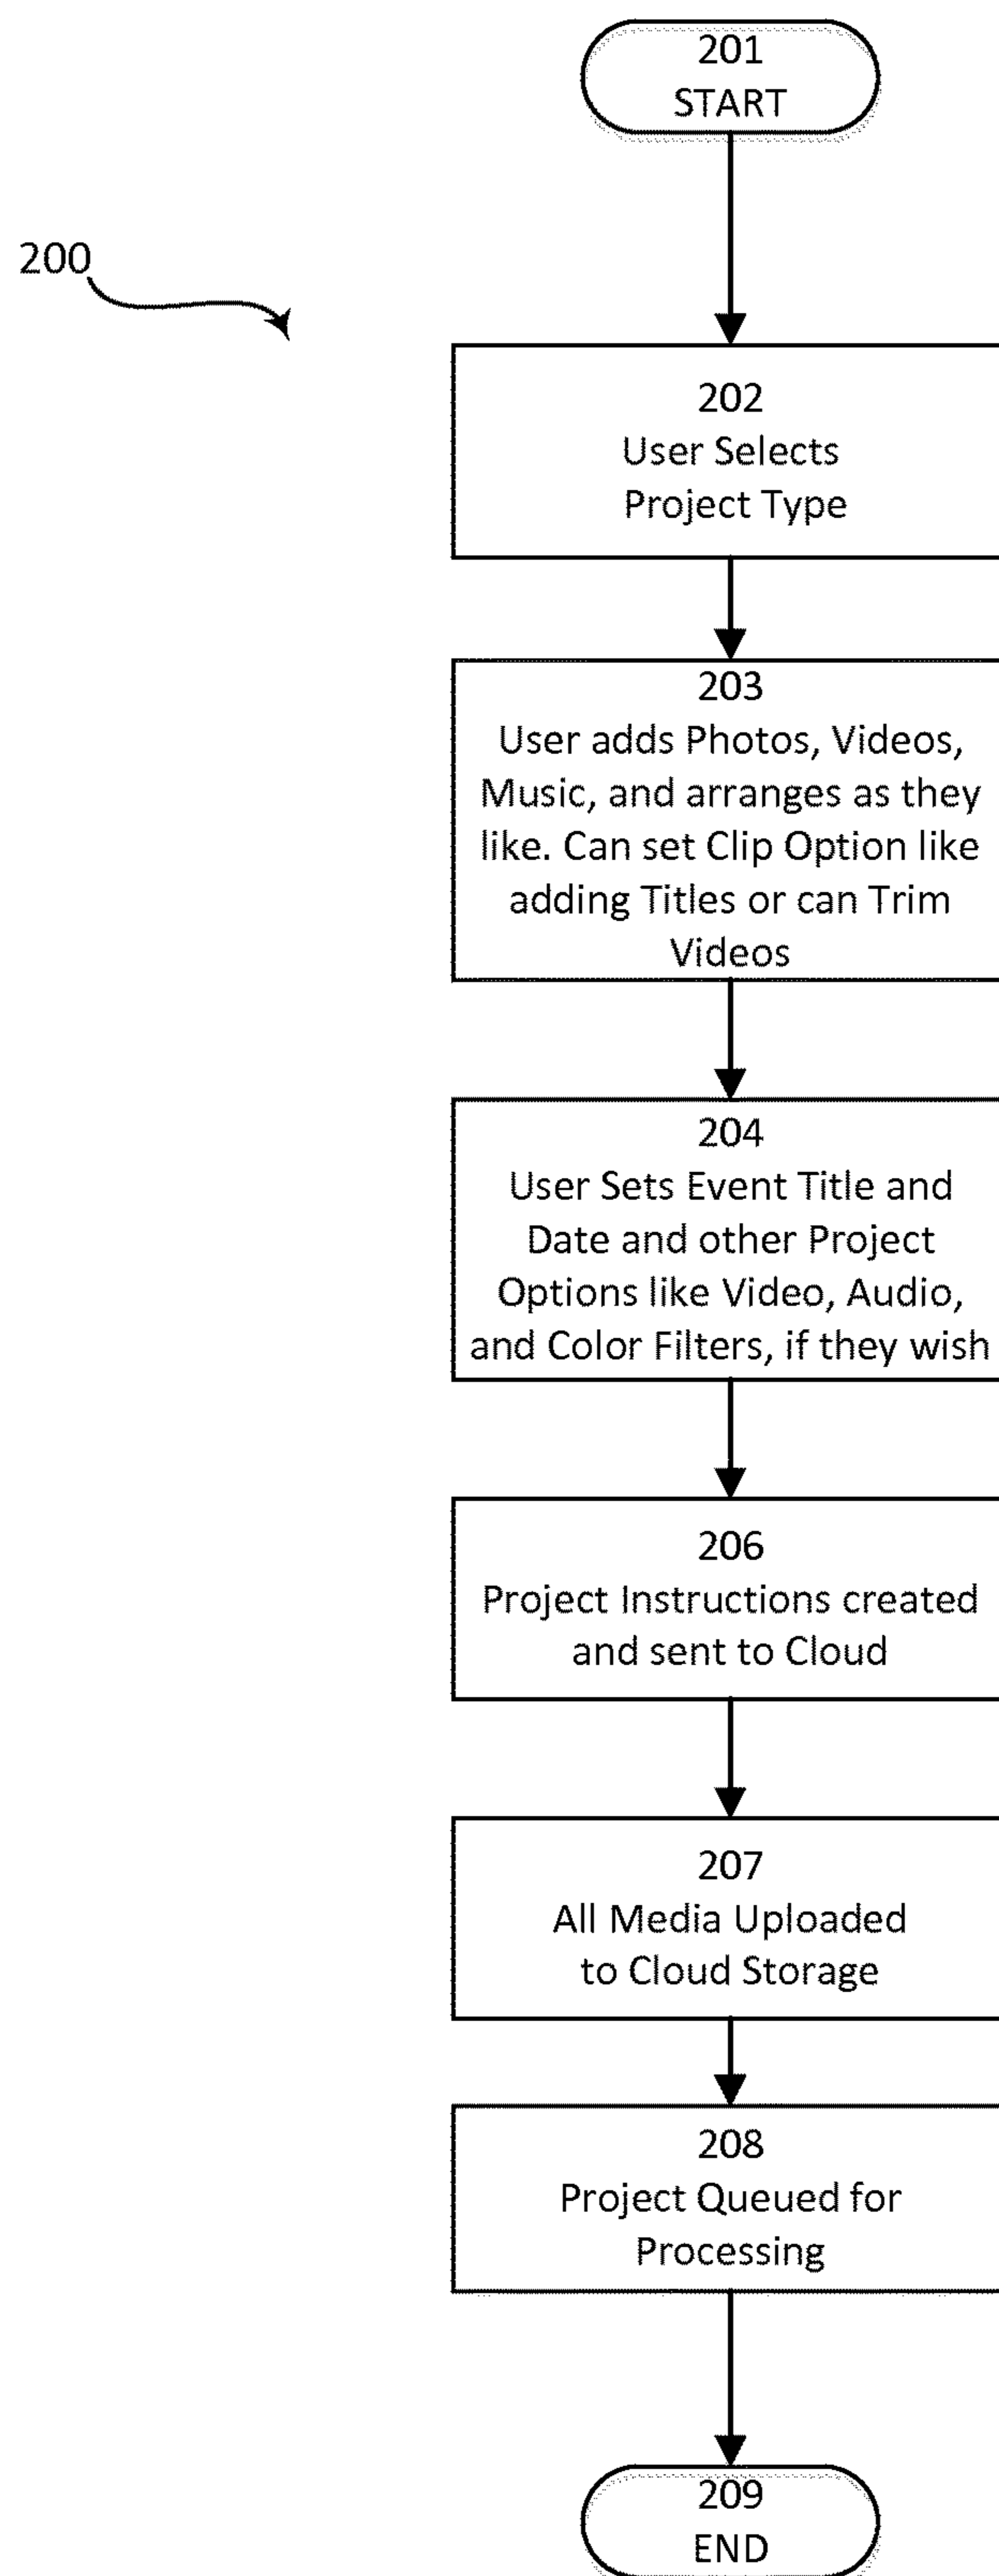 201
START
200
202
User Selects
Project Type
203
User adds Photos, Videos,
Music, and arranges as they
like. Can set Clip Option like
adding Titles or can Trim
Videos
204
User Sets Event Title and
Date and other Project
Options like Video, Audio,
and Color Filters, if they wish
206
Project Instructions created
and sent to Cloud
207
All Media Uploaded
to Cloud Storage
208
Project Queued for
Processing
209
END